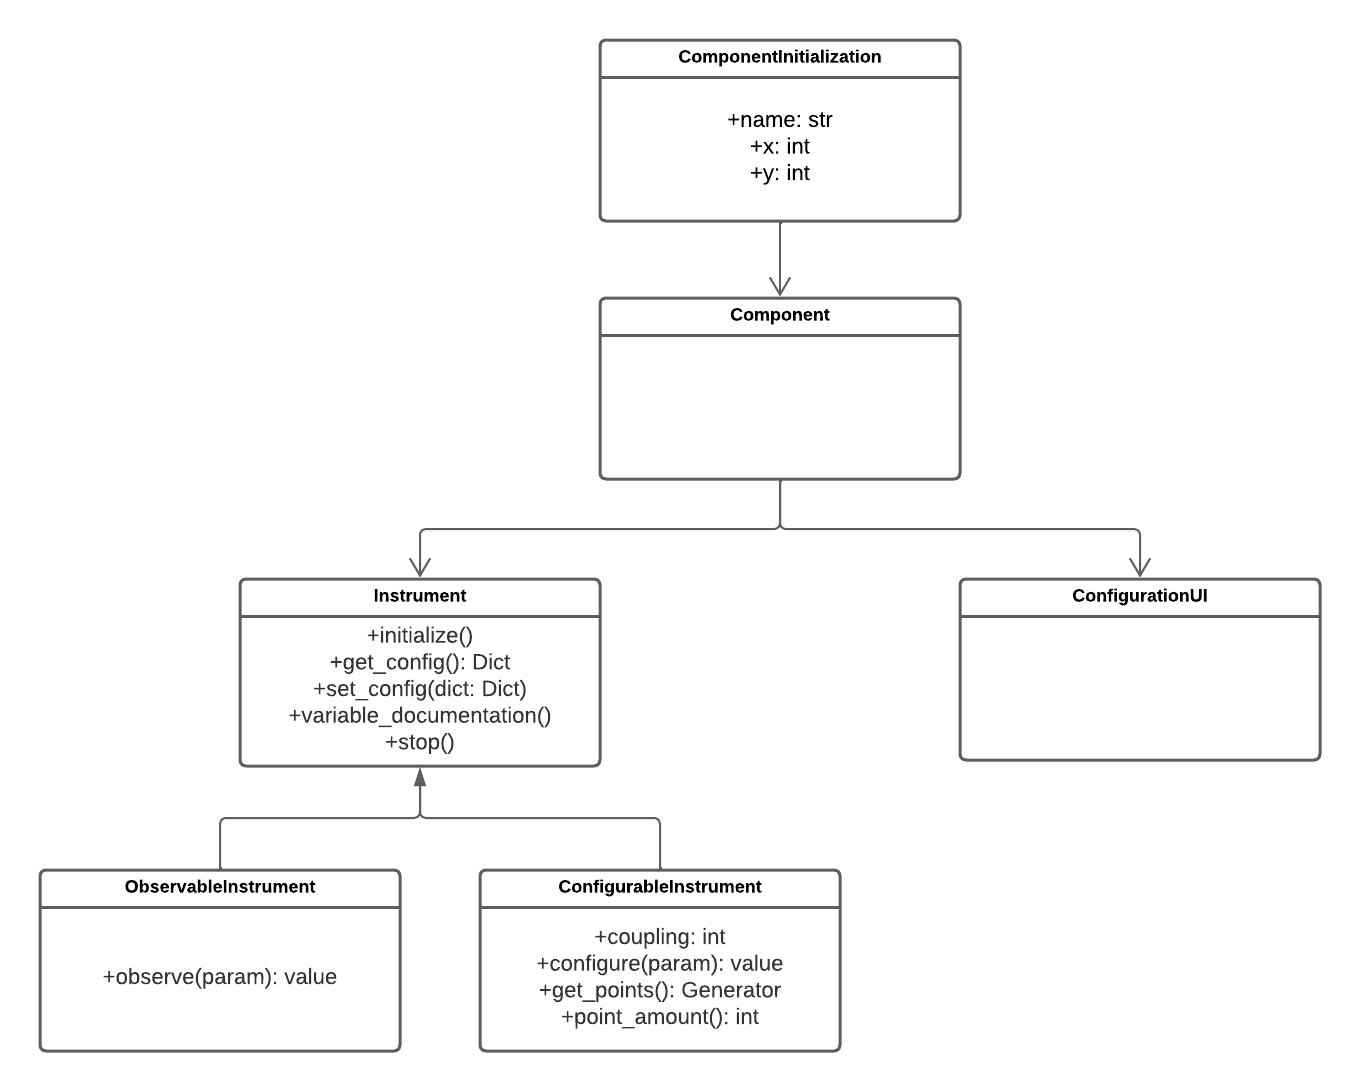 ComponentInitialization
+name: str
+x: int
+y: int
Component
Instrument
+initialize()
+get_config(): Dict
+set_config(dict: Dict)
+variable_documentation()
+stop()
ConfigurationUI
ObservableInstrument
+observe(param): value
ConfigurableInstrument
+coupling: int
+configure(param): value
+get_points(): Generator
+point_amount(): int